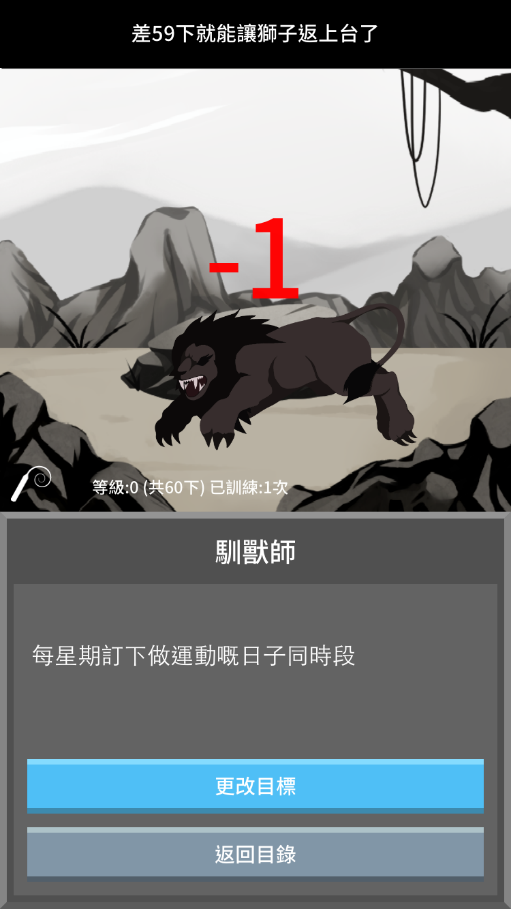 差59下就能讓獅子返上台了
-1
等級:0 (共60下) 已訓練:1次
馴獸師
每星期訂下做運動嘅日子同時段
更改目標
返回目錄